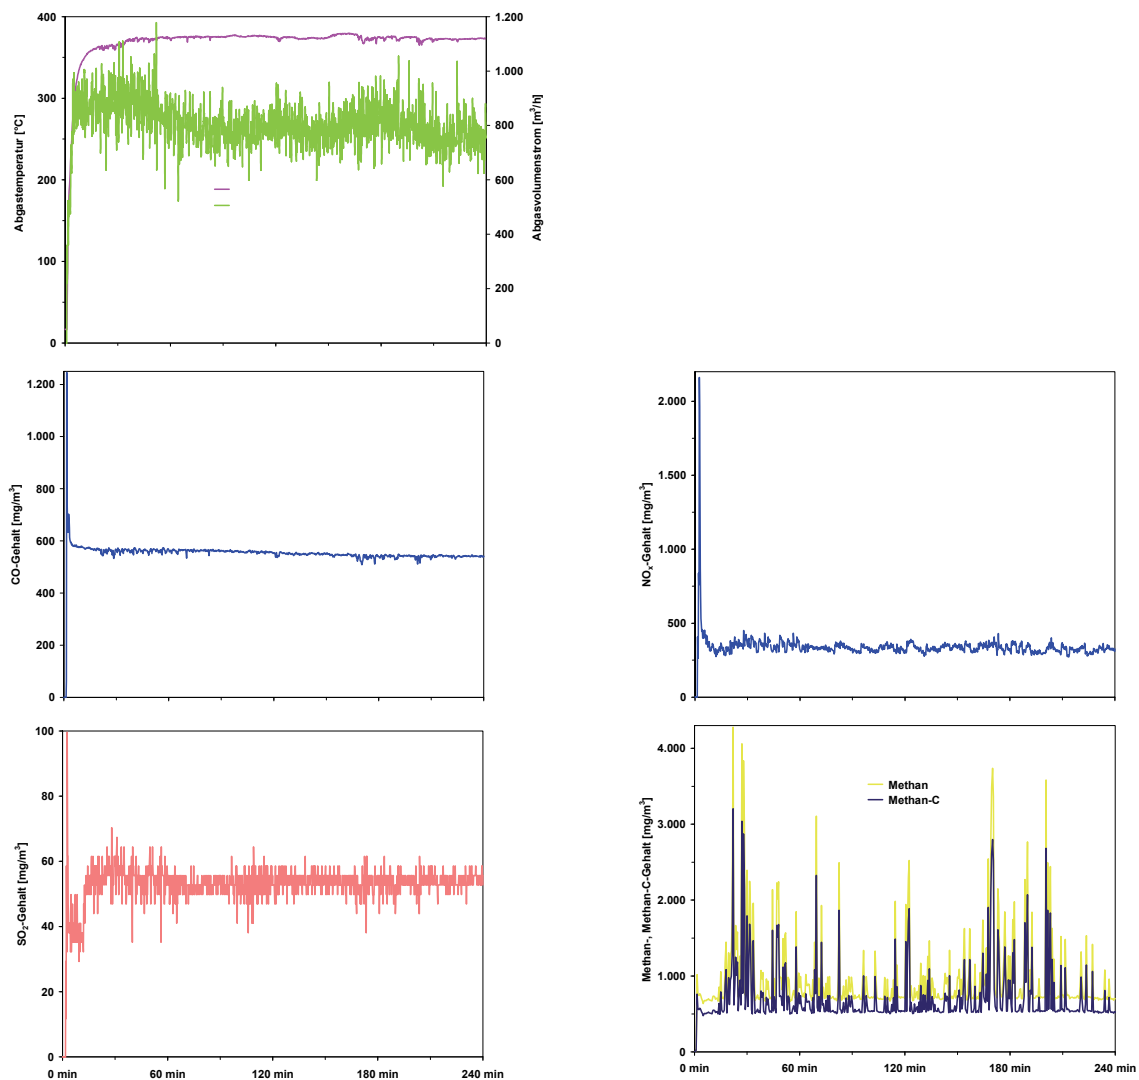 Abgastemperatur [°C]
400
300
200
100
0
Abgasvolumenstrom [m³/h]
1.200
1.000
800
600
400
200
0
CO-Gehalt [mg/m³]
1.200
1.000
800
600
400
200
0
NOx-Gehalt [mg/m³]
2.000
1.500
1.000
500
0
SO2-Gehalt [mg/m³]
100
80
60
40
20
0
0 min
60 min
120 min
180 min
240 min
Methan-, Methan-C-Gehalt [mg/m³]
4.000
3.000
2.000
1.000
0
Methan
Methan-C
0 min
60 min
120 min
180 min
240 min